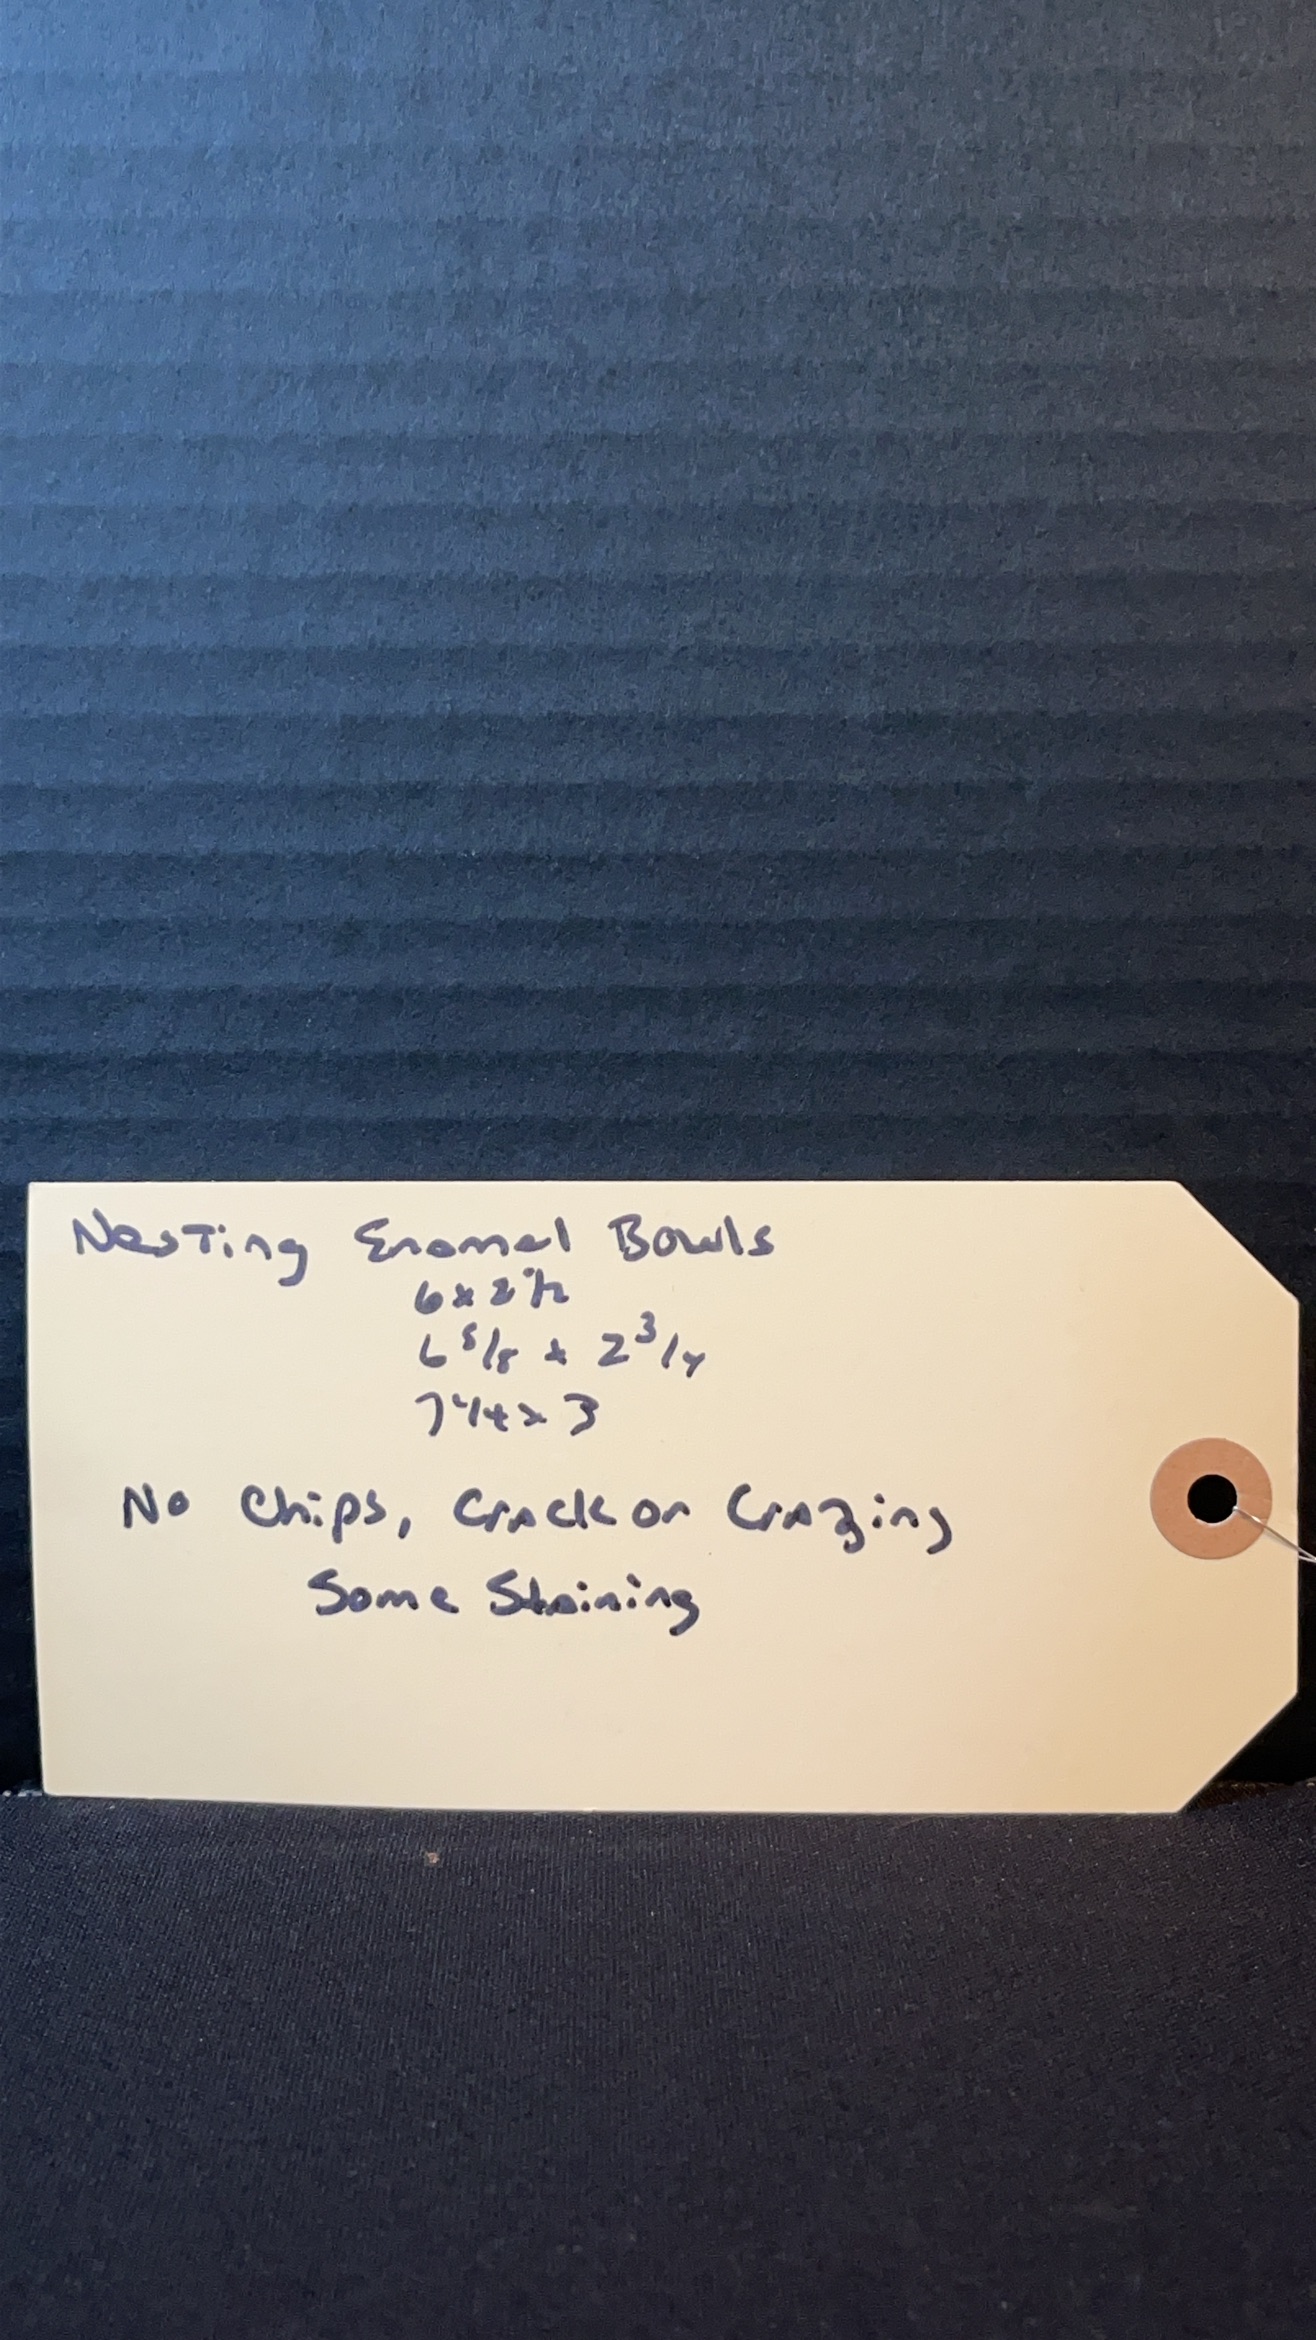 Nesting Enamel Bowls
6 x 2 1/2
6 5/8 x 2 3/4
7 1/4 x 3
No Chips, Crack or Crazing
Some Staining